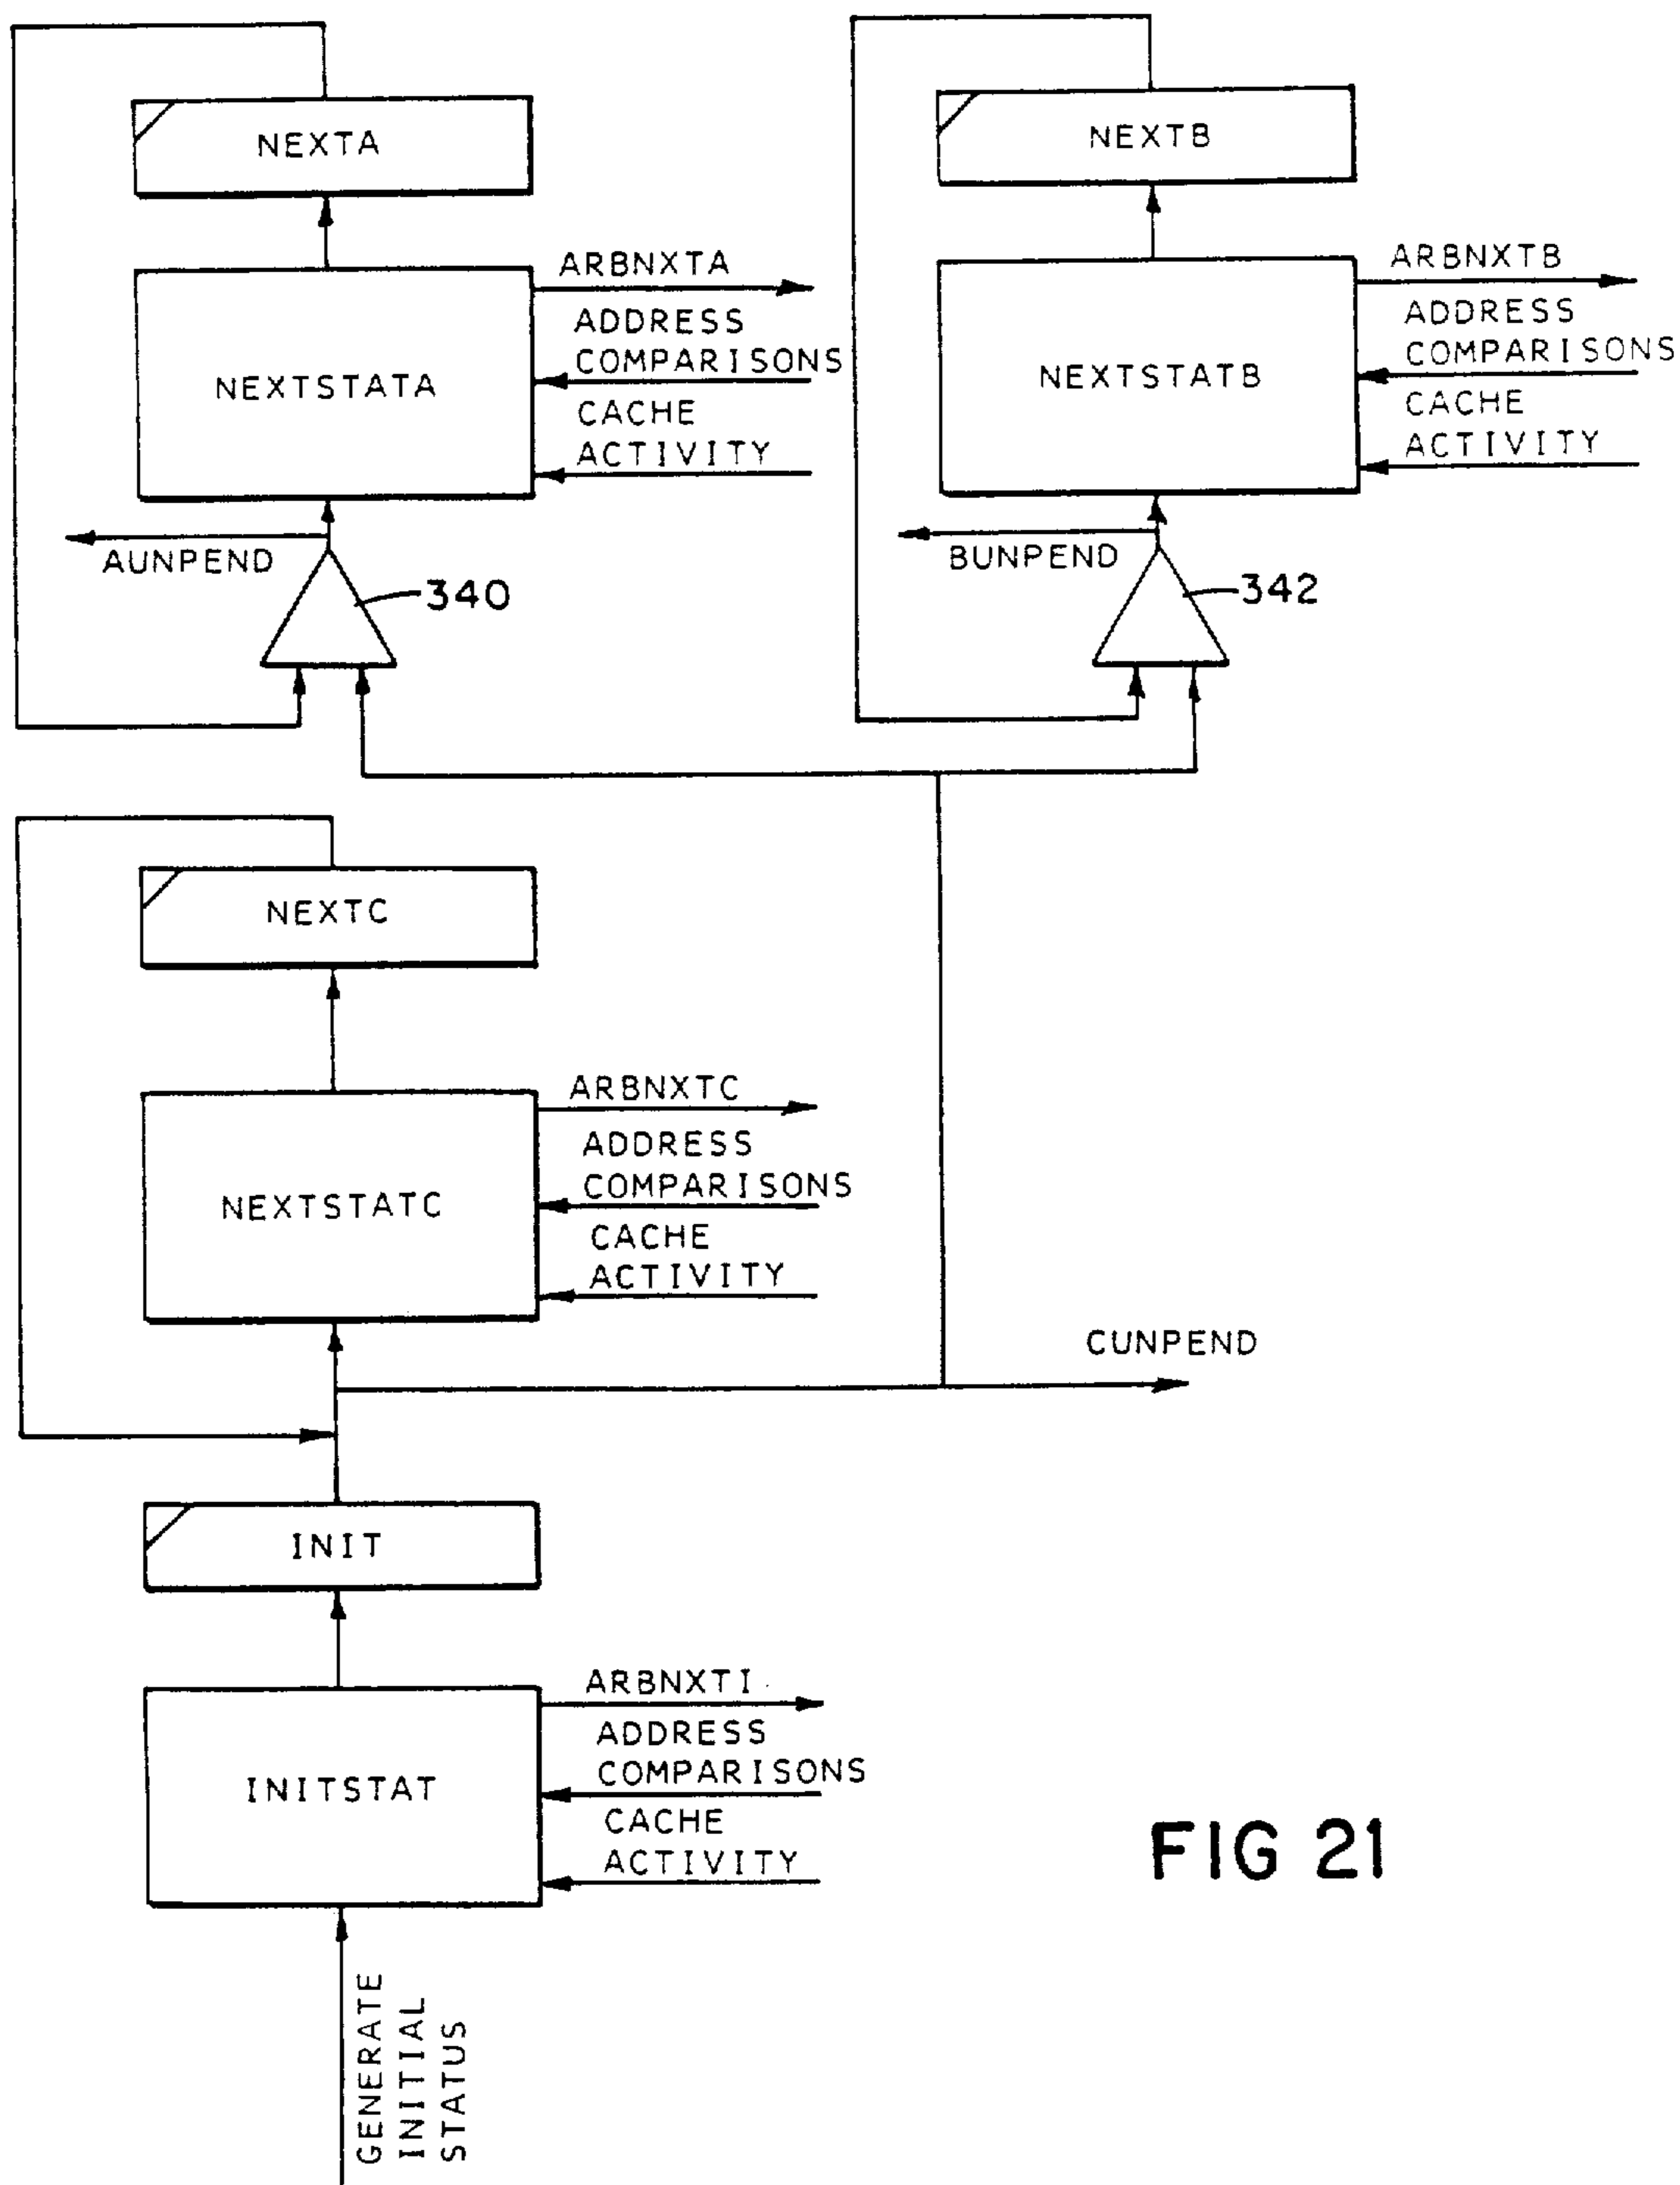 NEXTA
NEXTSTATA
ARBNXTA
ADDRESS
COMPARISONS
CACHE
ACTIVITY
AUNPEND
340
NEXTB
NEXTSTATB
ARBNXTB
ADDRESS
COMPARISONS
CACHE
ACTIVITY
BUNPEND
342
NEXTC
NEXTSTATC
ARBNXTC
ADDRESS
COMPARISONS
CACHE
ACTIVITY
CUNPEND
INIT
INITSTAT
ARBNXTI
ADDRESS
COMPARISONS
CACHE
ACTIVITY
GENERATE
INITIAL
STATUS
FIG 21